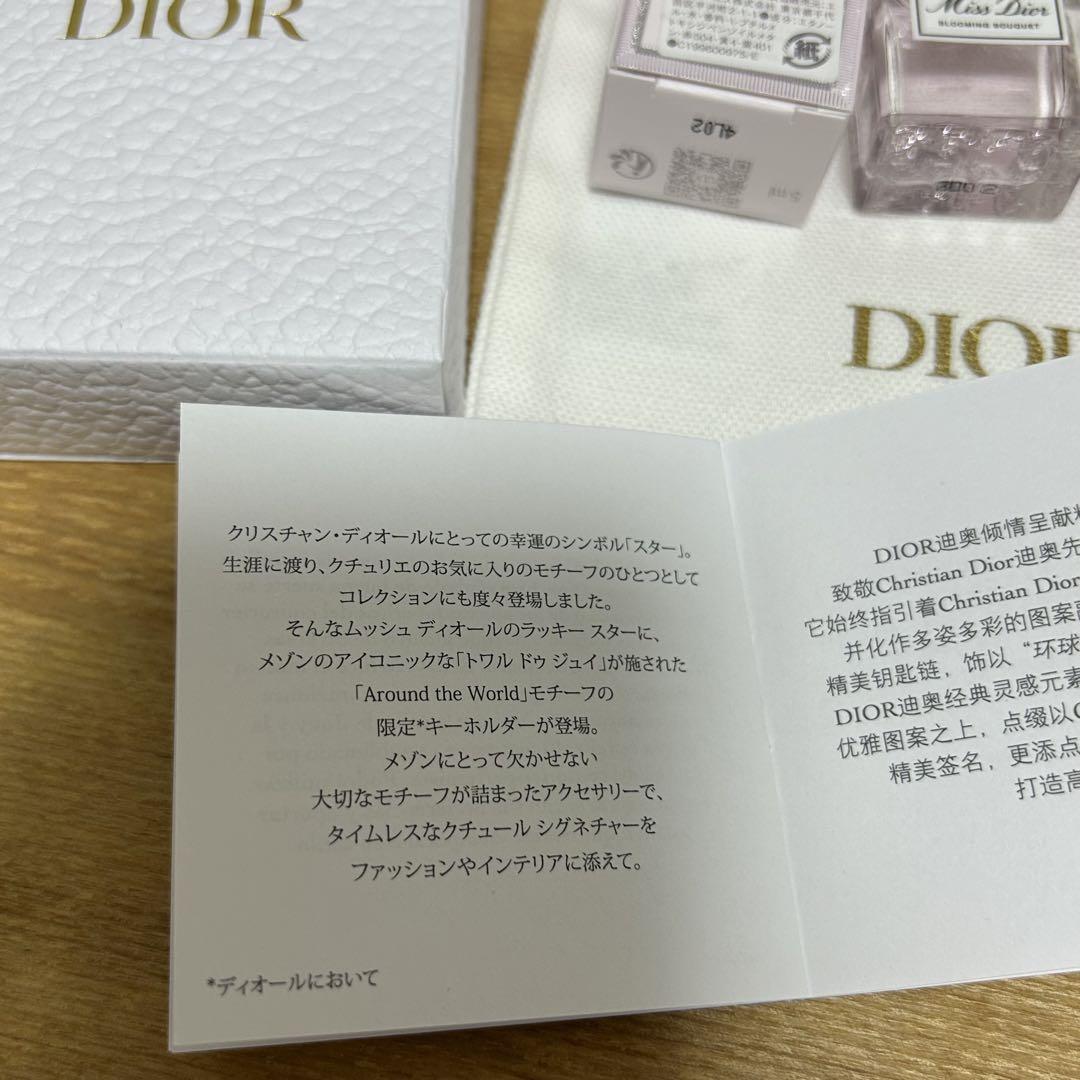 DIOR
紙
4L02
Miss Dior
BLOOMING BOUQUET
DIO
クリスチャン・ディオールにとっての幸運のシンボル「スター」。
生涯に渡り、クチュリエのお気に入りのモチーフのひとつとして
コレクションにも度々登場しました。
そんなムッシュ ディオールのラッキー スターに、
メゾンのアイコニックな「トワル ドゥ ジュイ」が施された
「Around the World」モチーフの
限定*キーホルダーが登場。
メゾンにとって欠かせない
大切なモチーフが詰まったアクセサリーで、
タイムレスなクチュール シグネチャーを
ファッションやインテリアに添えて。
*ディオールにおいて
DIOR迪奥倾情呈献
致敬Christian Dior迪奥先
它始终指引着Christian Dior
并化作多姿多彩的图案
精美钥匙链，饰以“环球
DIOR迪奥经典灵感元素
优雅图案之上，点缀以
精美签名，更添点
打造高